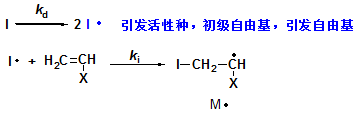 I —kd→ 2 I• 引发活性种，初级自由基，引发自由基
I• + H2C=CH —ki→ I—CH2—CH•
X X
M•